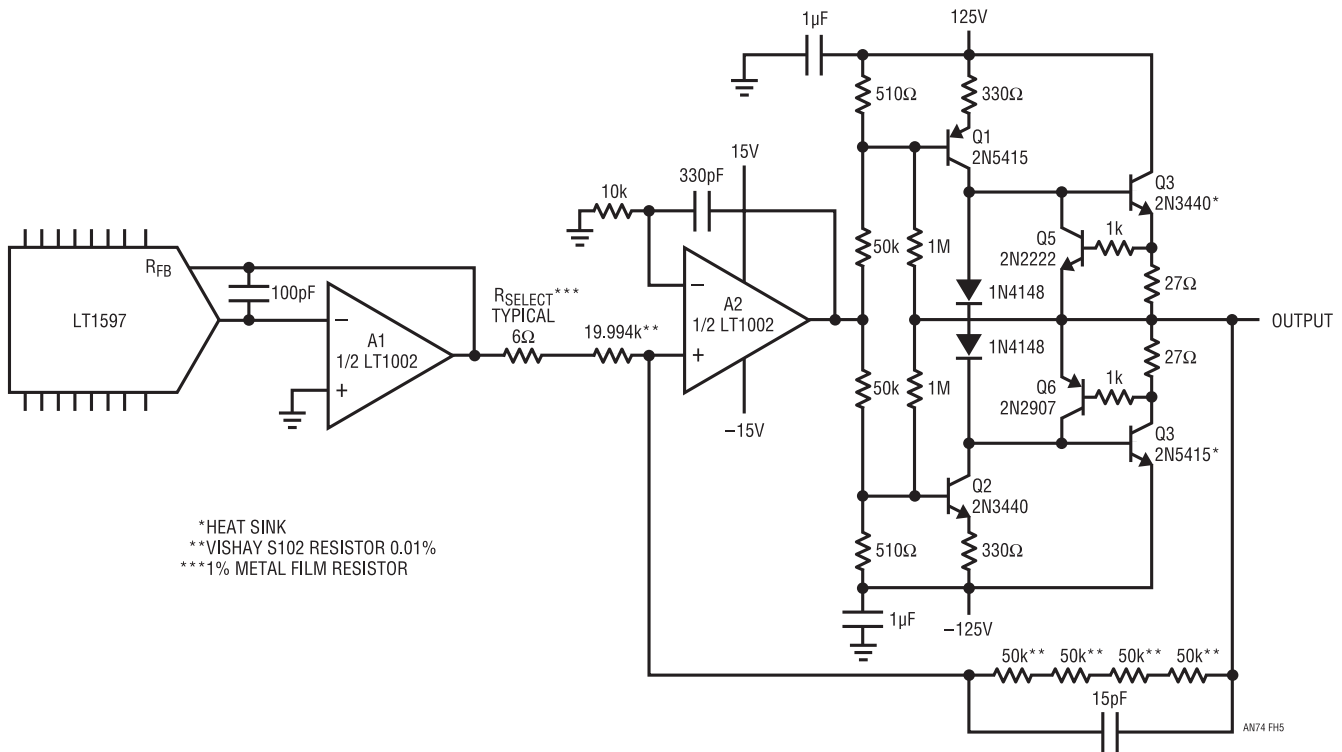 1µF
125V
510Ω
330Ω
Q1
2N5415
15V
10k
330pF
Q3
2N3440*
Q5
2N2222
1k
50k
1M
RFB
100pF
27Ω
1N4148
LT1597
RSELECT***
TYPICAL
6Ω
19.994k**
–
+
A1
1/2 LT1002
–
+
A2
1/2 LT1002
OUTPUT
1N4148
27Ω
50k
1M
–15V
Q6
2N2907
1k
Q3
2N5415*
Q2
2N3440
*HEAT SINK
**VISHAY S102 RESISTOR 0.01%
***1% METAL FILM RESISTOR
510Ω
330Ω
1µF
–125V
50k** 50k** 50k** 50k**
15pF
AN74 FH5